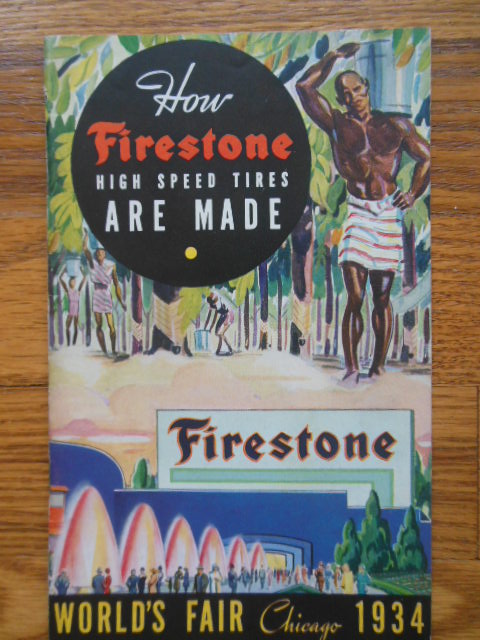 How
Firestone
HIGH SPEED TIRES
ARE MADE
Firestone
WORLD'S FAIR Chicago 1934